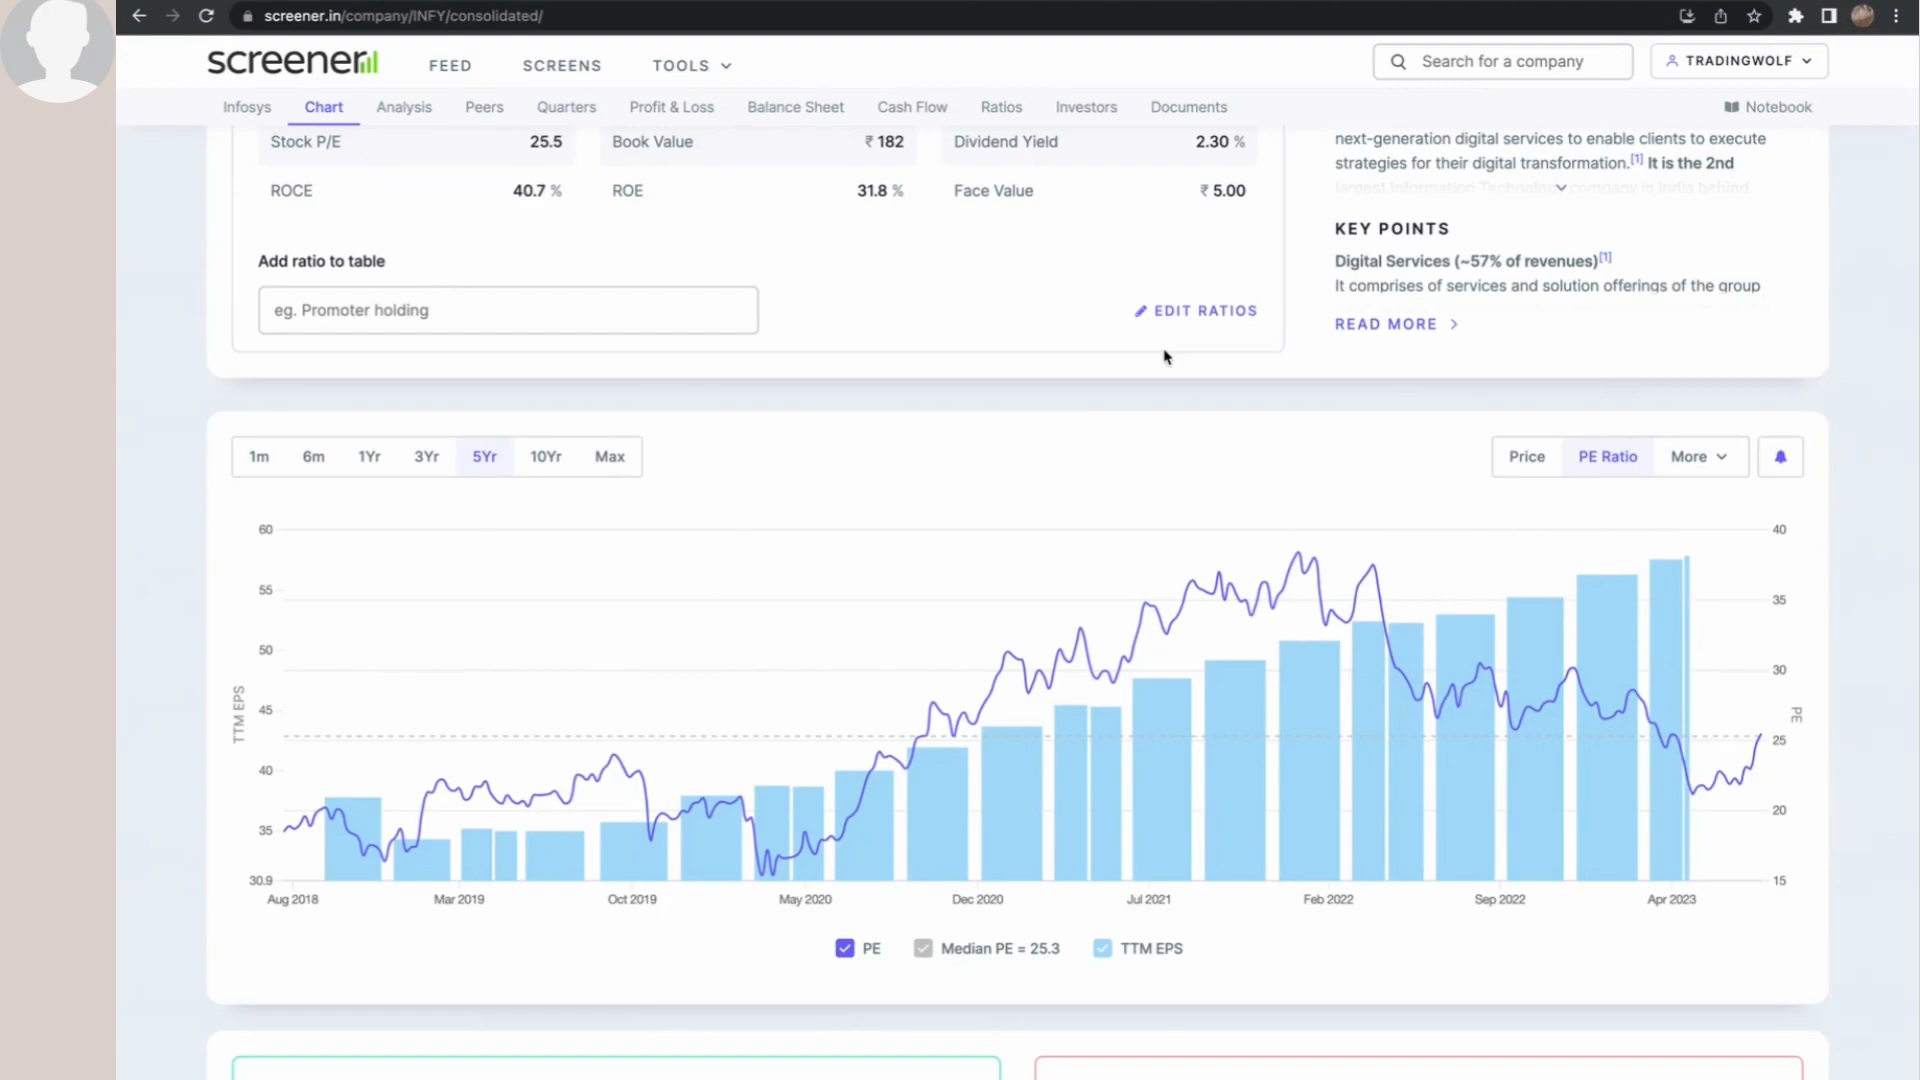 screener.in/company/INFY/consolidated/
screener
FEED
SCREENS
TOOLS
Search for a company
TRADINGWOLF
Infosys
Chart
Analysis
Peers
Quarters
Profit & Loss
Balance Sheet
Cash Flow
Ratios
Investors
Documents
Notebook
Stock P/E 25.5
Book Value ₹ 182
Dividend Yield 2.30 %
ROCE 40.7 %
ROE 31.8 %
Face Value ₹ 5.00
Add ratio to table
eg. Promoter holding
EDIT RATIOS
next-generation digital services to enable clients to execute
strategies for their digital transformation.[1] It is the 2nd
largest Information Technology company in India behind
KEY POINTS
Digital Services (~57% of revenues)[1]
It comprises of services and solution offerings of the group
READ MORE
1m 6m 1Yr 3Yr 5Yr 10Yr Max
Price PE Ratio More
60
55
50
45
40
35
30.9
TTM EPS
40
35
30
25
20
15
PE
Aug 2018 Mar 2019 Oct 2019 May 2020 Dec 2020 Jul 2021 Feb 2022 Sep 2022 Apr 2023
PE Median PE = 25.3 TTM EPS